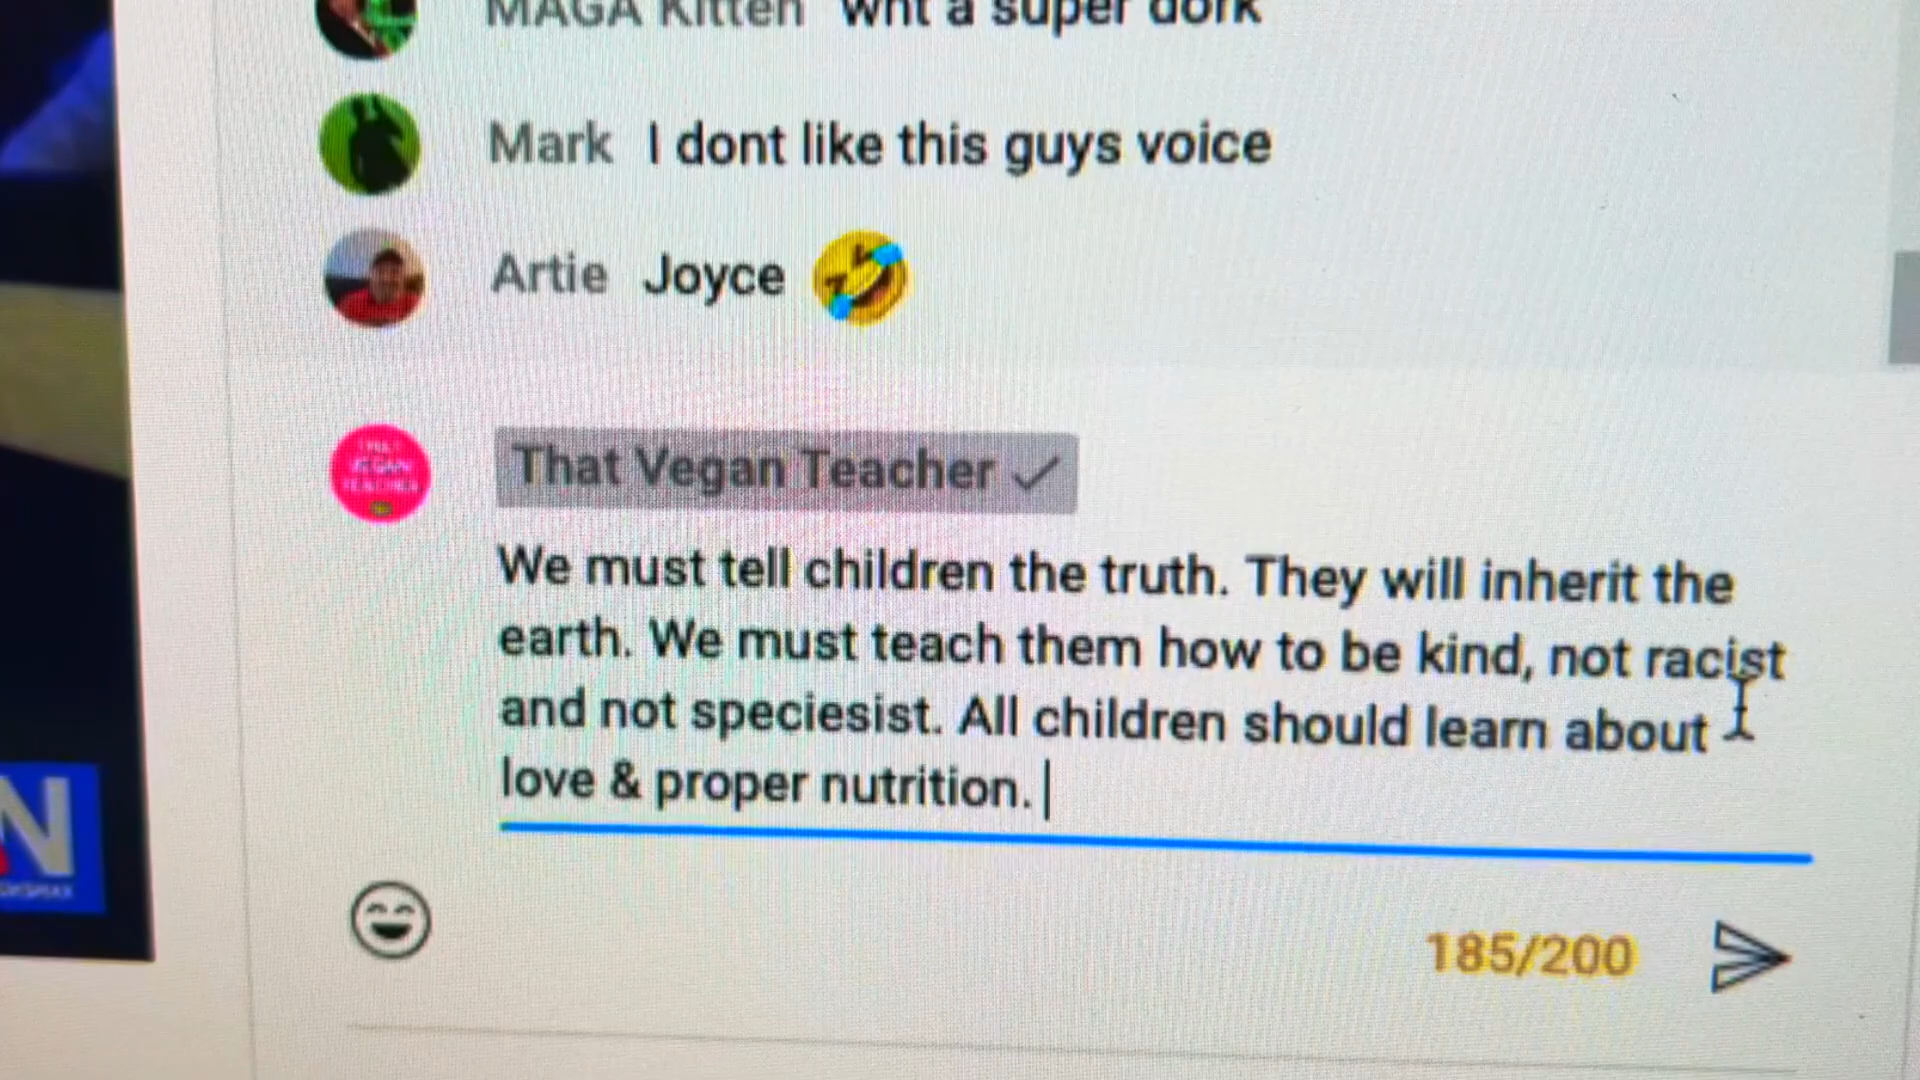 MAGA Kitten wht a super dork
Mark I dont like this guys voice
Artie Joyce 🤣
That Vegan Teacher ✓
We must tell children the truth. They will inherit the
earth. We must teach them how to be kind, not racist
and not speciesist. All children should learn about
love & proper nutrition.
N
185/200